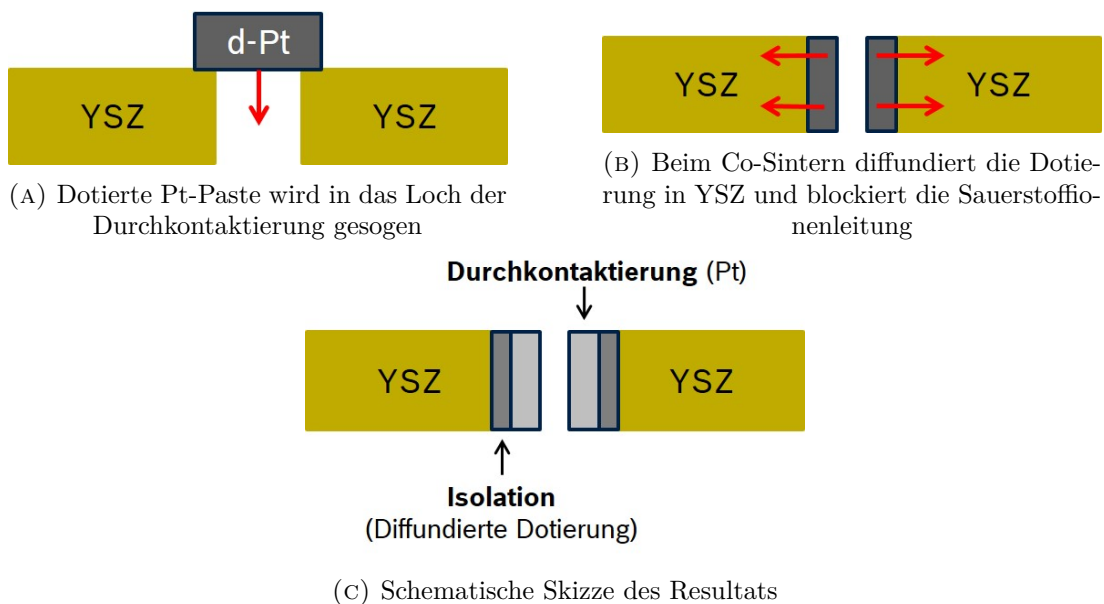 d-Pt
YSZ
YSZ
(A) Dotierte Pt-Paste wird in das Loch der
Durchkontaktierung gesogen
YSZ
YSZ
(B) Beim Co-Sintern diffundiert die Dotie-
rung in YSZ und blockiert die Sauerstoffio-
nenleitung
Durchkontaktierung (Pt)
YSZ
YSZ
Isolation
(Diffundierte Dotierung)
(C) Schematische Skizze des Resultats